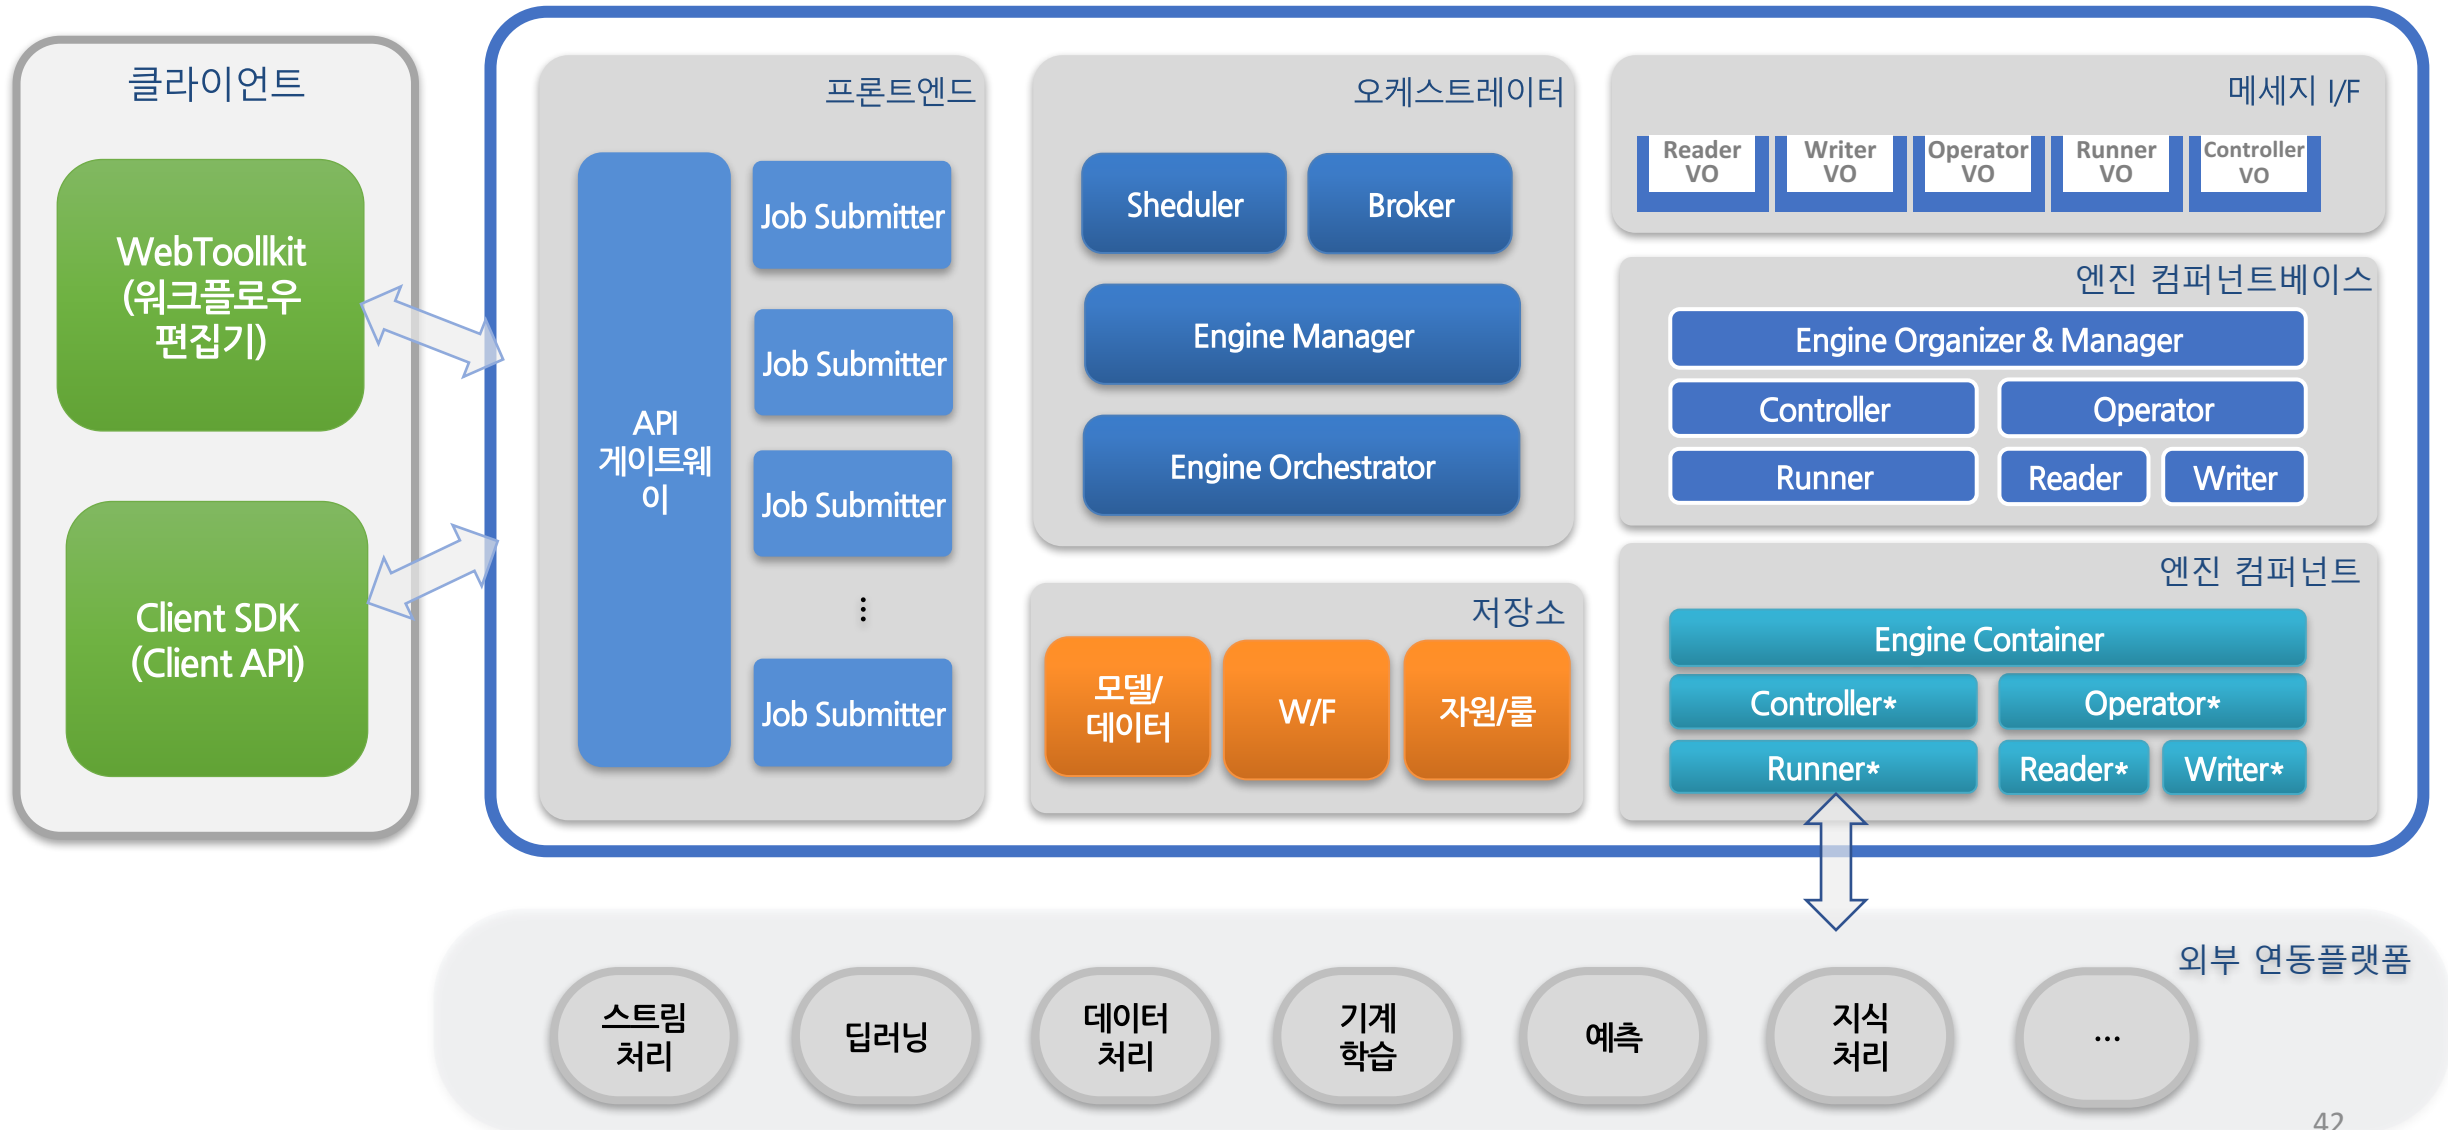 클라이언트
WebToollkit
(워크플로우
편집기)
Client SDK
(Client API)
프론트엔드
API
게이트웨
이
Job Submitter
Job Submitter
Job Submitter
...
Job Submitter
오케스트레이터
Sheduler
Broker
Engine Manager
Engine Orchestrator
저장소
모델/
데이터
W/F
자원/룰
메세지 I/F
Reader
VO
Writer
VO
Operator
VO
Runner
VO
Controller
VO
엔진 컴퍼넌트베이스
Engine Organizer & Manager
Controller
Operator
Runner
Reader
Writer
엔진 컴퍼넌트
Engine Container
Controller*
Operator*
Runner*
Reader*
Writer*
외부 연동플랫폼
스트림
처리
딥러닝
데이터
처리
기계
학습
예측
지식
처리
...
42